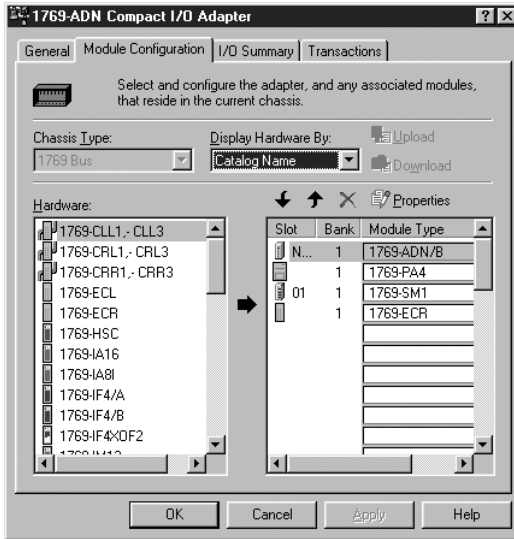 1769-ADN Compact I/O Adapter
General Module Configuration I/O Summary Transactions
Select and configure the adapter, and any associated modules,
that reside in the current chassis.
Chassis Type:
1769 Bus
Display Hardware By:
Catalog Name
Upload
Download
Hardware:
1769-CLL1,- CLL3
1769-CRL1,- CRL3
1769-CRR1,- CRR3
1769-ECL
1769-ECR
1769-HSC
1769-IA16
1769-IA8I
1769-IF4/A
1769-IF4/B
1769-IF4XOF2
Properties
Slot Bank Module Type
N... 1 1769-ADN/B
1 1769-PA4
01 1 1769-SM1
1 1769-ECR
OK Cancel Apply Help